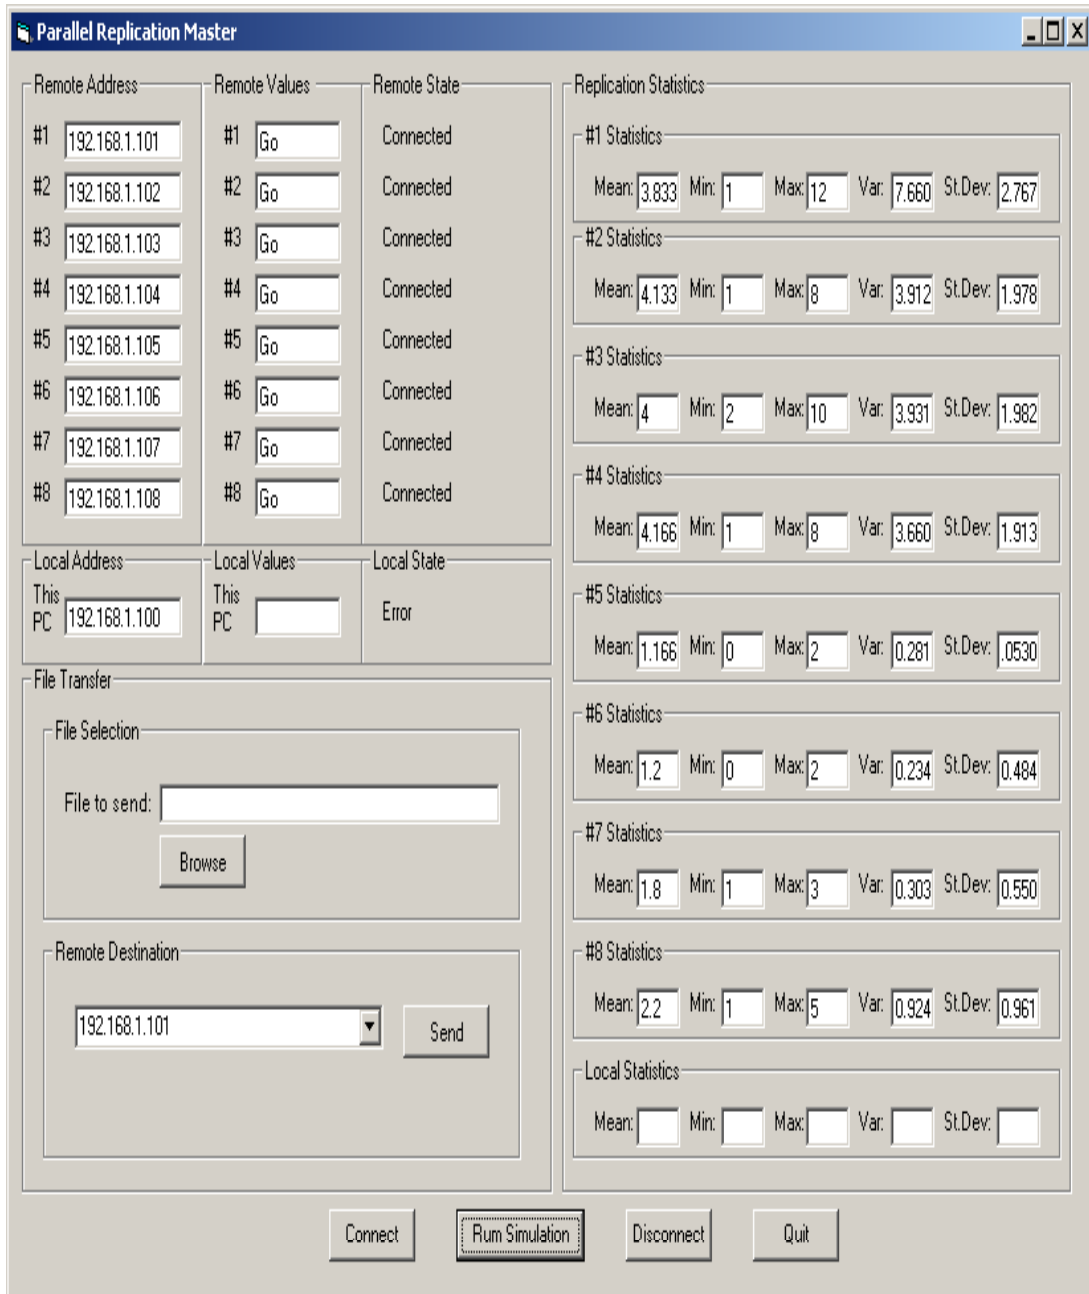 Parallel Replication Master
Remote Address
#1 192.168.1.101
#2 192.168.1.102
#3 192.168.1.103
#4 192.168.1.104
#5 192.168.1.105
#6 192.168.1.106
#7 192.168.1.107
#8 192.168.1.108
Remote Values
#1 Go
#2 Go
#3 Go
#4 Go
#5 Go
#6 Go
#7 Go
#8 Go
Remote State
Connected
Connected
Connected
Connected
Connected
Connected
Connected
Connected
Local Address
This PC 192.168.1.100
Local Values
This PC
Local State
Error
File Transfer
File Selection
File to send:
Browse
Remote Destination
192.168.1.101
Send
Replication Statistics
#1 Statistics
Mean: 3.833 Min: 1 Max: 12 Var: 7.660 St.Dev: 2.767
#2 Statistics
Mean: 4.133 Min: 1 Max: 8 Var: 3.912 St.Dev: 1.978
#3 Statistics
Mean: 4 Min: 2 Max: 10 Var: 3.931 St.Dev: 1.982
#4 Statistics
Mean: 4.166 Min: 1 Max: 8 Var: 3.660 St.Dev: 1.913
#5 Statistics
Mean: 1.166 Min: 0 Max: 2 Var: 0.281 St.Dev: .0530
#6 Statistics
Mean: 1.2 Min: 0 Max: 2 Var: 0.234 St.Dev: 0.484
#7 Statistics
Mean: 1.8 Min: 1 Max: 3 Var: 0.303 St.Dev: 0.550
#8 Statistics
Mean: 2.2 Min: 1 Max: 5 Var: 0.924 St.Dev: 0.961
Local Statistics
Mean: Min: Max: Var: St.Dev:
Connect Rum Simulation Disconnect Quit